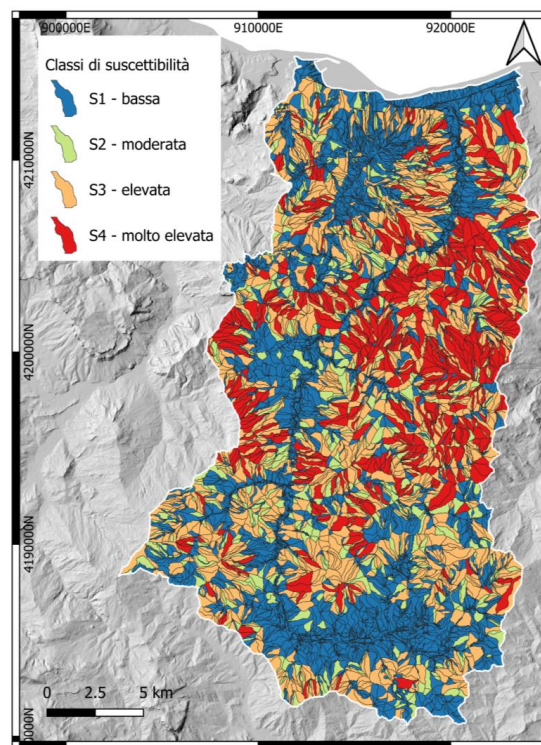 900000E 910000E 920000E
Classi di suscettibilità
S1 - bassa
S2 - moderata
S3 - elevata
S4 - molto elevata
4210000N
4200000N
4190000N
0 2.5 5 km